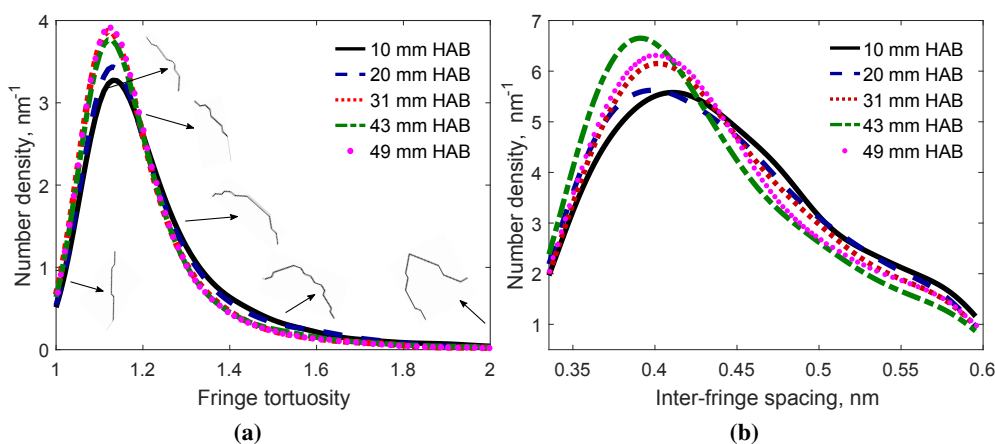 4
3
2
1
0
1
1.2
1.4
1.6
1.8
2
Number density, nm-1
Fringe tortuosity
10 mm HAB
20 mm HAB
31 mm HAB
43 mm HAB
49 mm HAB
(a)
7
6
5
4
3
2
1
0.35
0.4
0.45
0.5
0.55
0.6
Number density, nm-1
Inter-fringe spacing, nm
10 mm HAB
20 mm HAB
31 mm HAB
43 mm HAB
49 mm HAB
(b)